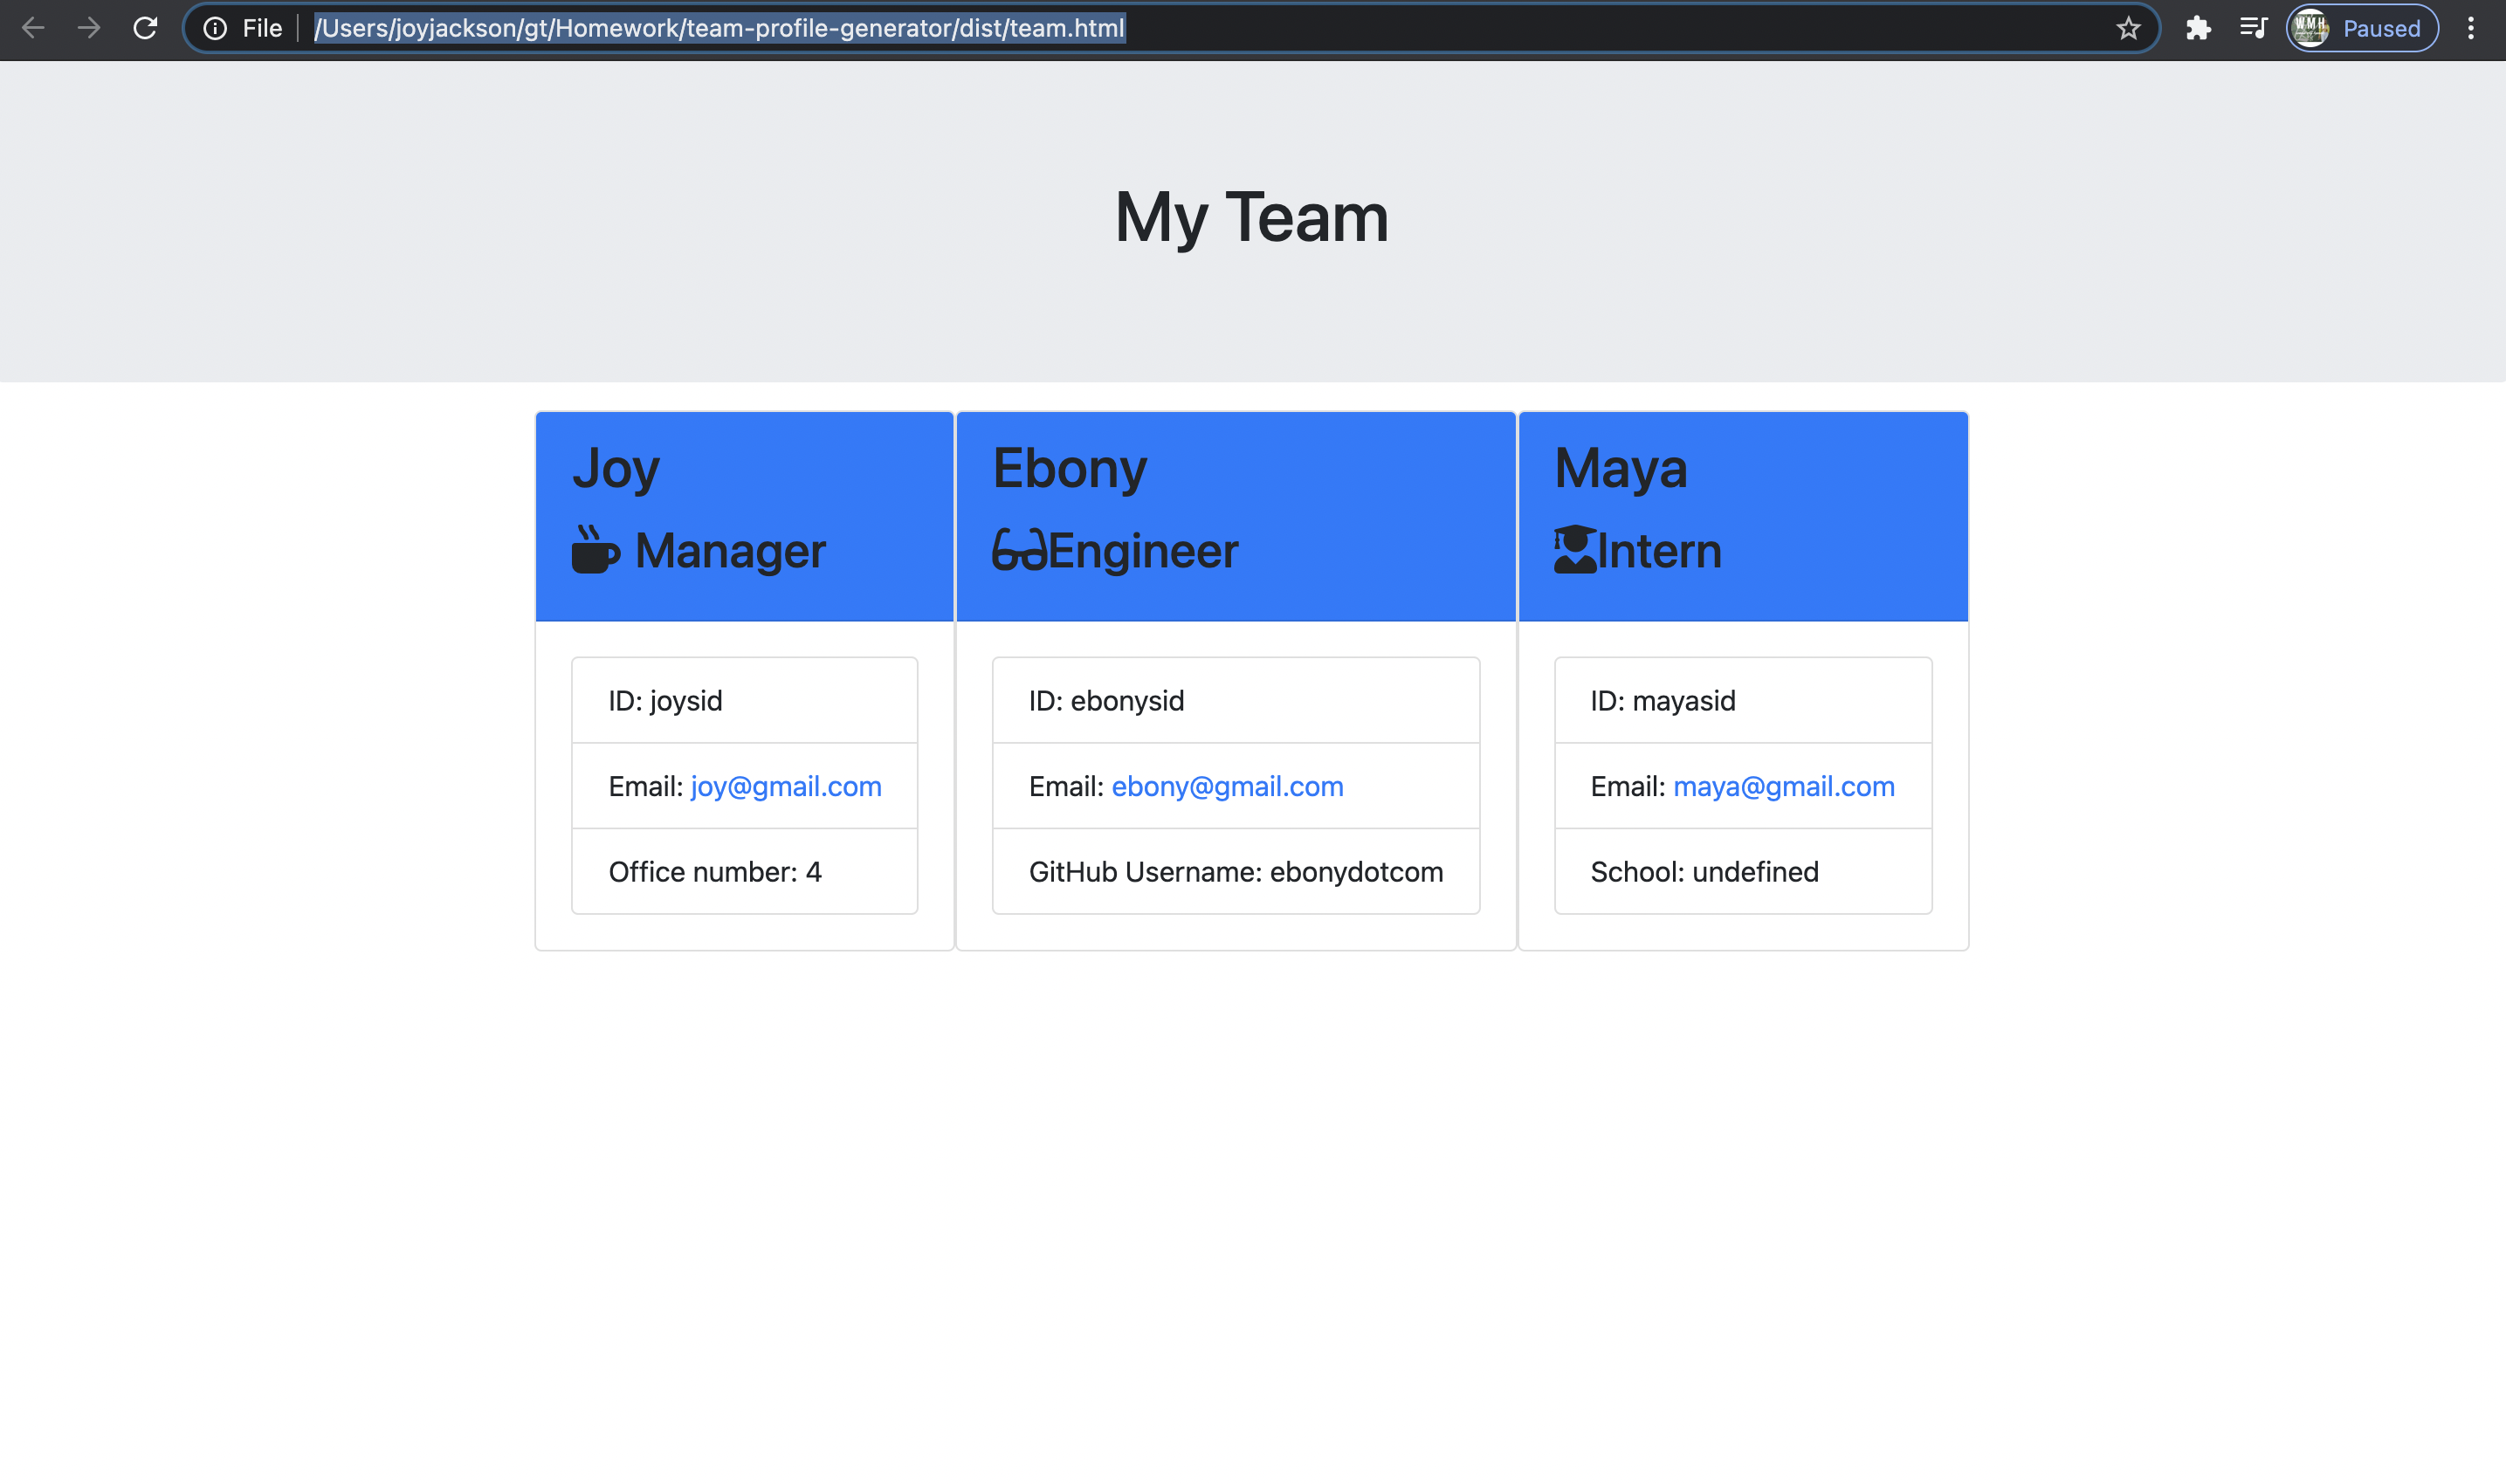 File /Users/joyjackson/gt/Homework/team-profile-generator/dist/team.html WMH Paused
My Team
Joy
Manager
ID: joysid
Email: joy@gmail.com
Office number: 4
Ebony
Engineer
ID: ebonysid
Email: ebony@gmail.com
GitHub Username: ebonydotcom
Maya
Intern
ID: mayasid
Email: maya@gmail.com
School: undefined